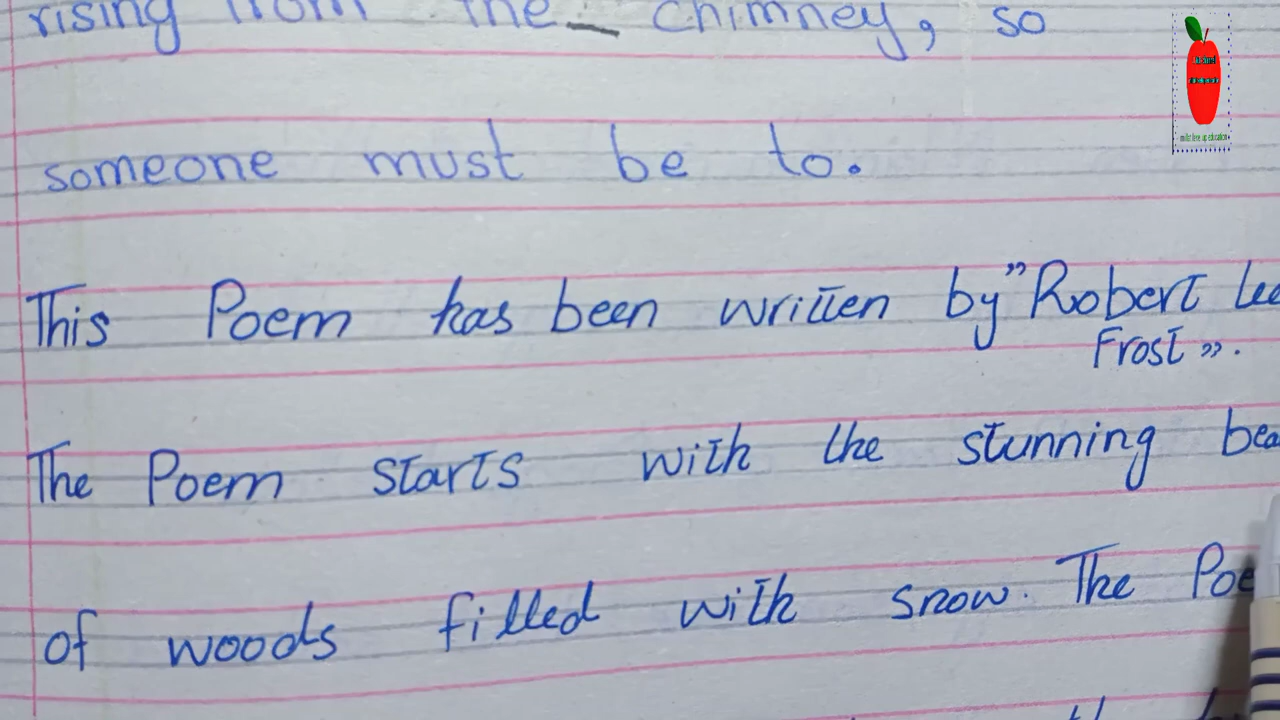 rising from the chimney, so
someone must be to.
This Poem has been written by "Robert Lee
Frost".
The Poem starts with the stunning
of woods filled with snow. The